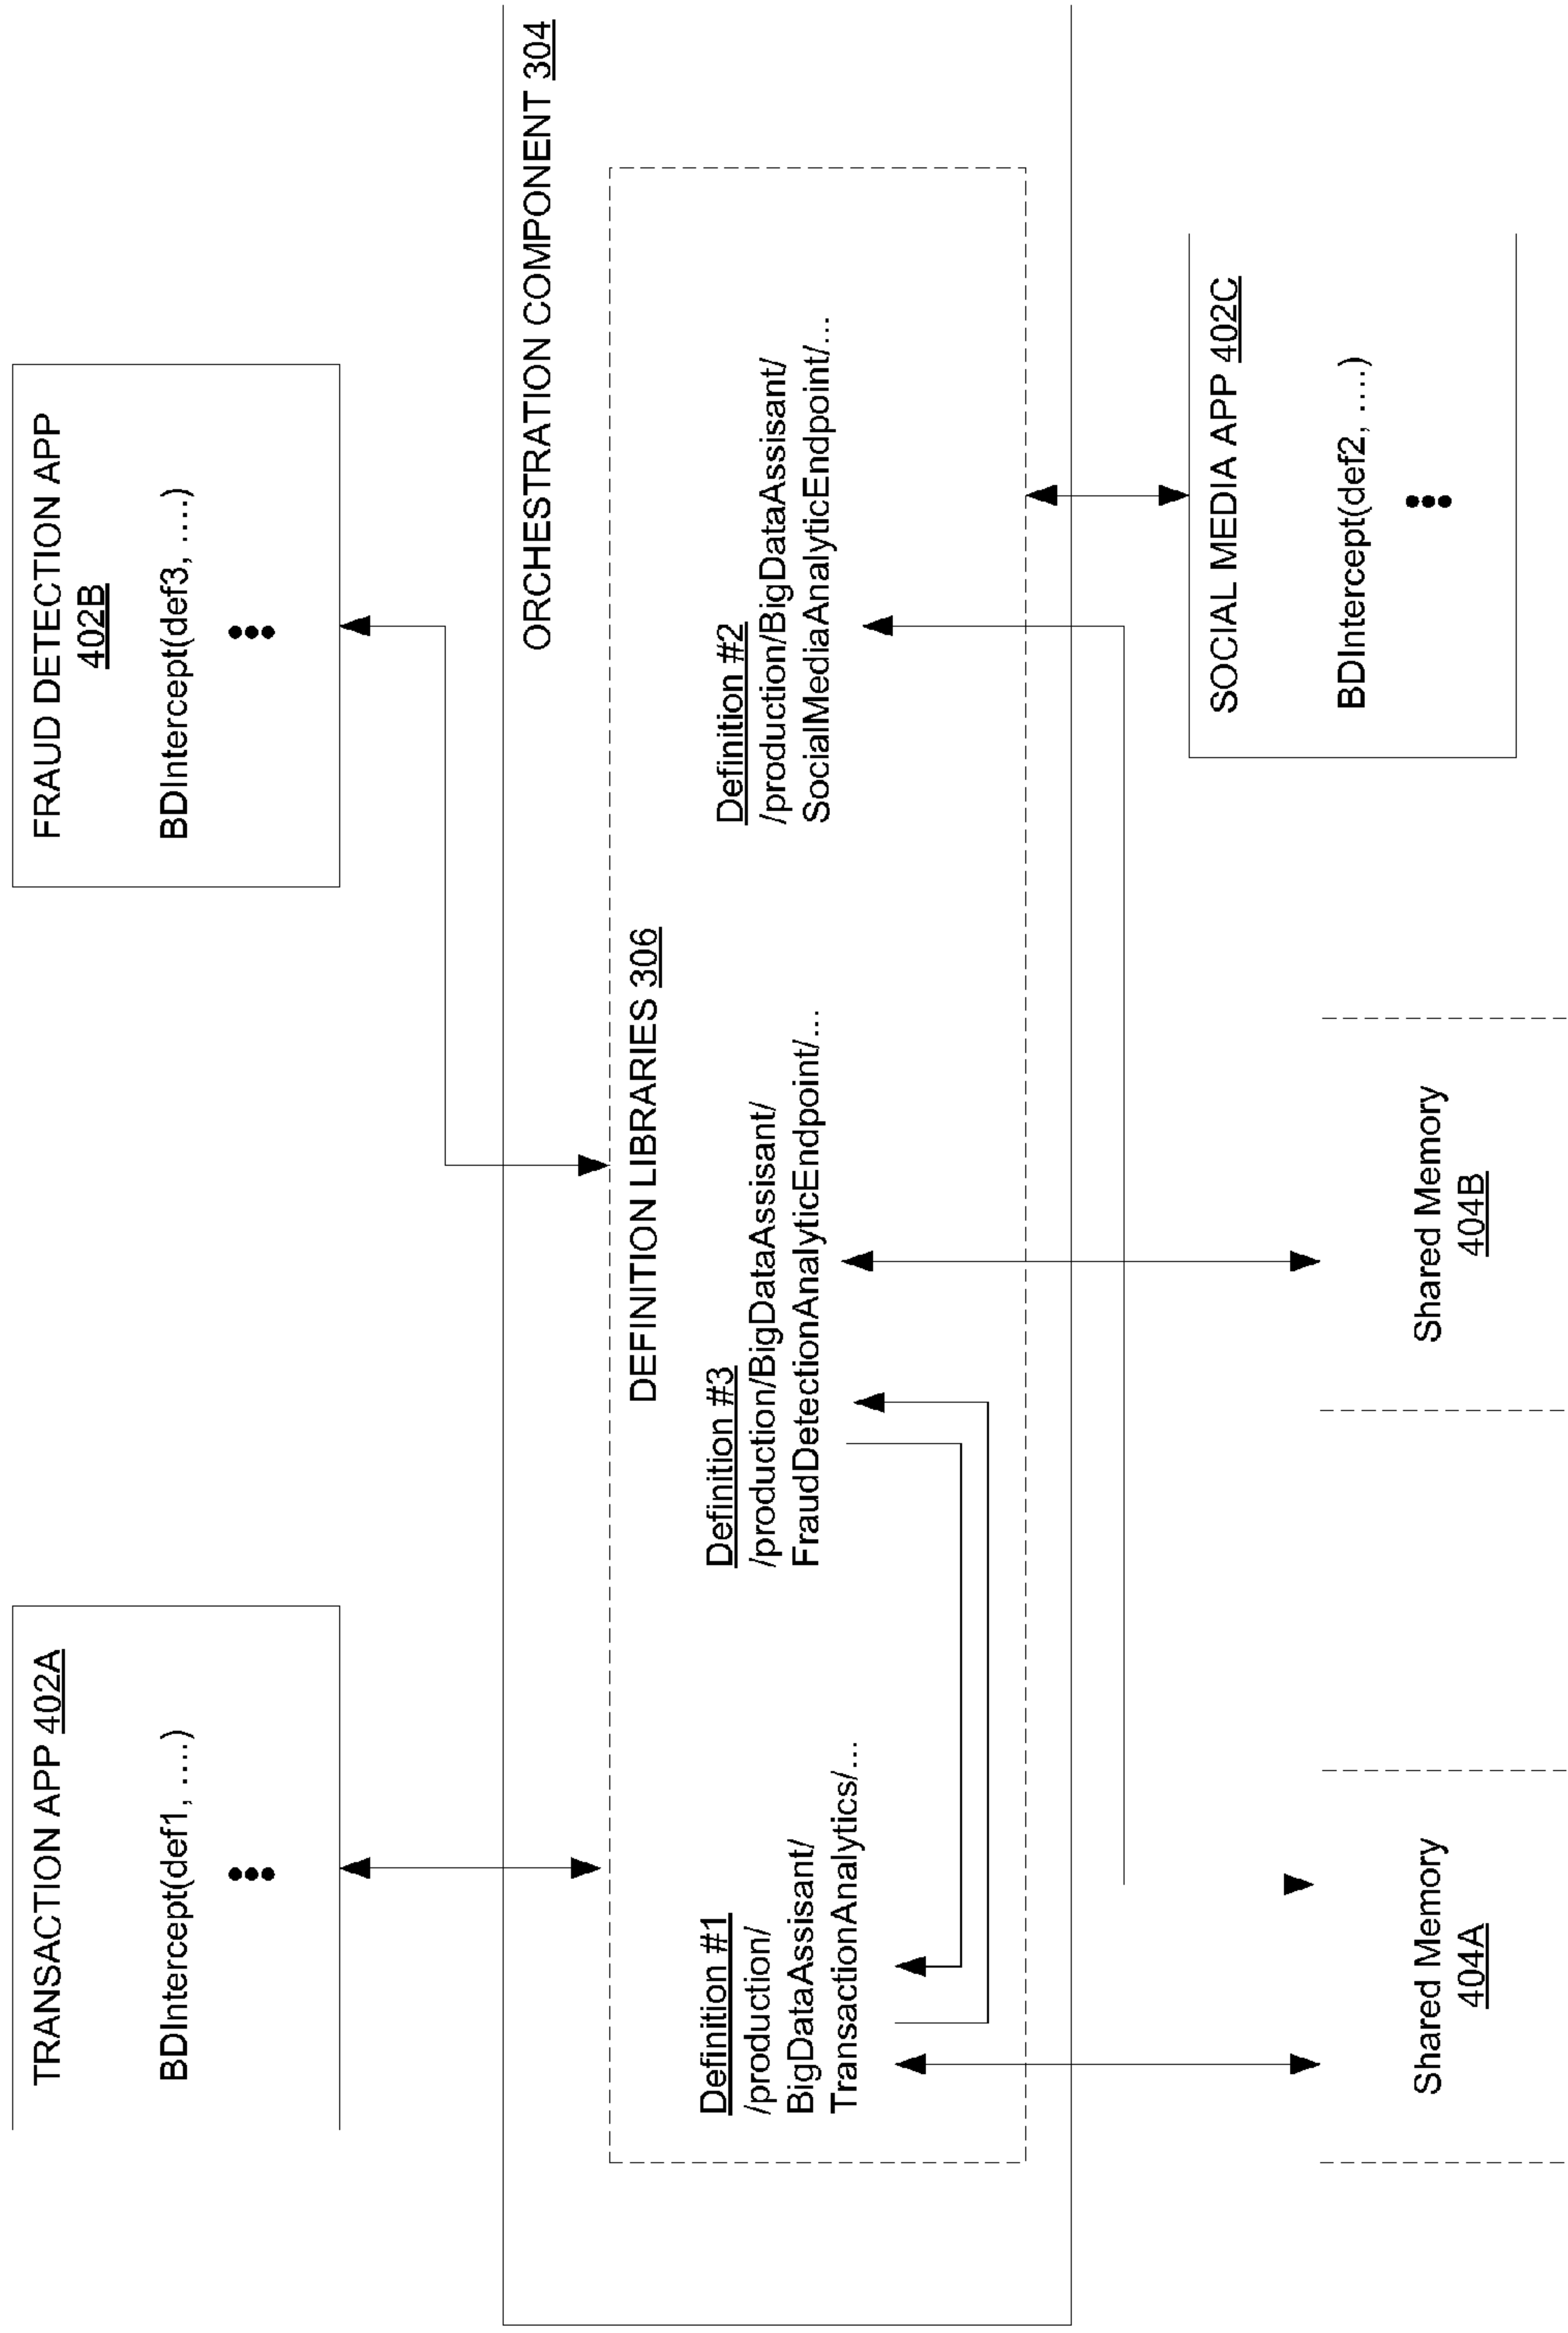 TRANSACTION APP 402A
BDIntercept(def1, ....)
FRAUD DETECTION APP
402B
BDIntercept(def3, ....)
ORCHESTRATION COMPONENT 304
DEFINITION LIBRARIES 306
Definition #1
/production/
BigDataAssisant/
TransactionAnalytics/...
Definition #3
/production/BigDataAssisant/
FraudDetectionAnalyticEndpoint/...
Definition #2
/production/BigDataAssisant/
SocialMediaAnalyticEndpoint/...
Shared Memory
404A
Shared Memory
404B
SOCIAL MEDIA APP 402C
BDIntercept(def2, ....)